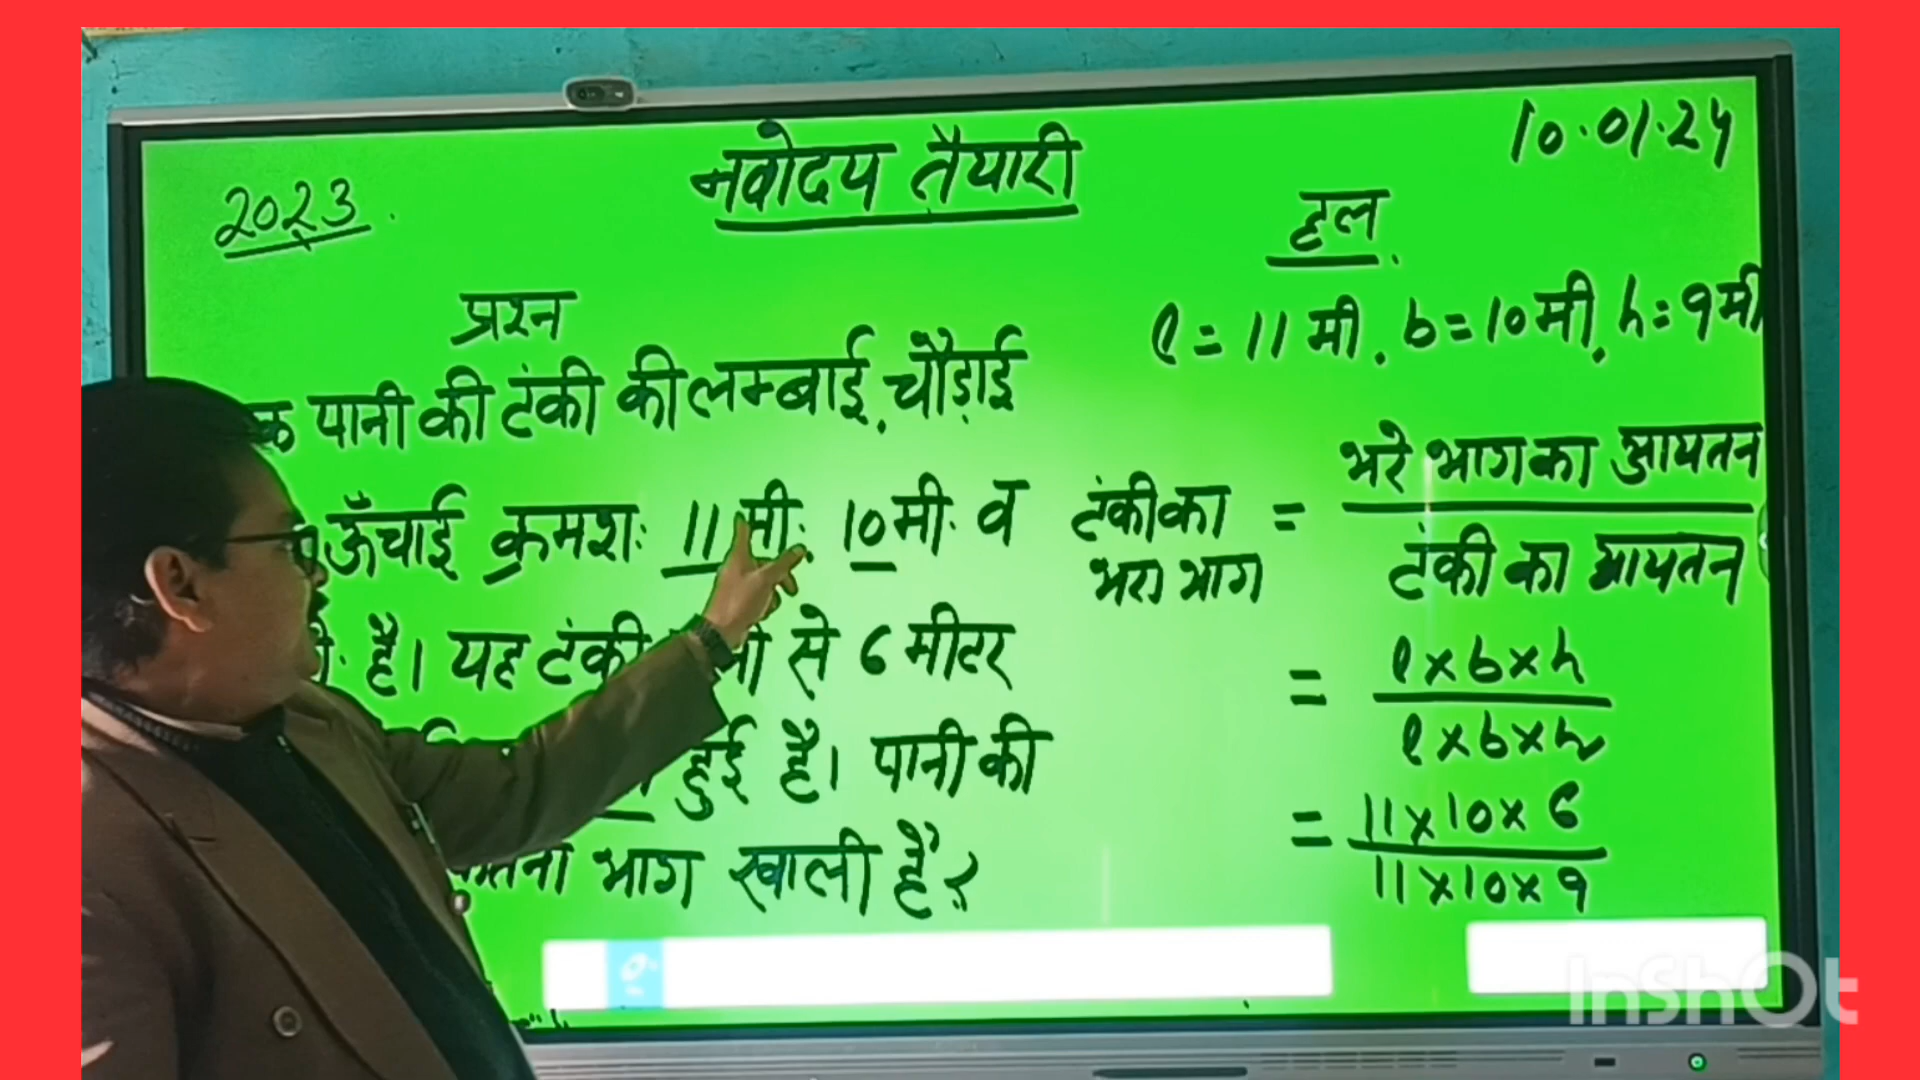 10.01.24
नवोदय तैयारी
2023
प्रश्न
पानी की टंकी की लम्बाई, चौड़ाई
ऊँचाई क्रमशः 11 मी. 10 मी. व
है। यह टंकी से 6 मीटर
हुई है। पानी की
भाग खाली है?
हल
l = 11 मी. b = 10 मी. h = 9 मी
टंकी का भरा भाग = भरे भाग का आयतन
टंकी का आयतन
= l × b × h
l × b × h
= 11 × 10 × 6
11 × 10 × 9
InShOt